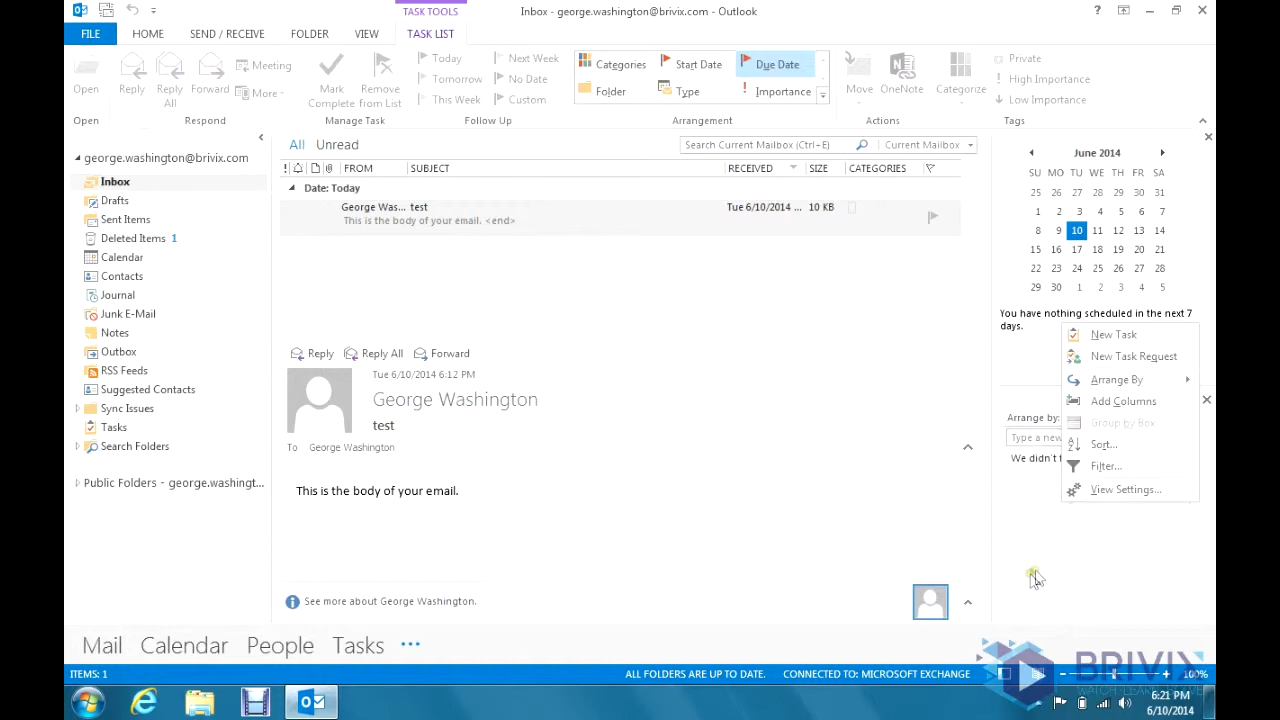 TASK TOOLS
Inbox - george.washington@brivix.com - Outlook
?
FILE HOME SEND / RECEIVE FOLDER VIEW TASK LIST
Open
Reply
Reply All
Forward
Meeting
More
Respond
Mark Complete
Remove from List
Manage Task
Today
Tomorrow
This Week
Next Week
No Date
Custom
Follow Up
Categories
Start Date
Due Date
Folder
Type
Importance
Arrangement
Move
OneNote
Actions
Categorize
Private
High Importance
Low Importance
Tags
george.washington@brivix.com
Inbox
Drafts
Sent Items
Deleted Items 1
Calendar
Contacts
Journal
Junk E-Mail
Notes
Outbox
RSS Feeds
Suggested Contacts
Sync Issues
Tasks
Search Folders
Public Folders - george.washingt...
All Unread
Search Current Mailbox (Ctrl+E)
Current Mailbox
FROM SUBJECT RECEIVED SIZE CATEGORIES
Date: Today
George Was... test Tue 6/10/2014 ... 10 KB
This is the body of your email. <end>
Reply Reply All Forward
Tue 6/10/2014 6:12 PM
George Washington
test
To George Washington
This is the body of your email.
See more about George Washington.
June 2014
SU MO TU WE TH FR SA
25 26 27 28 29 30 31
1 2 3 4 5 6 7
8 9 10 11 12 13 14
15 16 17 18 19 20 21
22 23 24 25 26 27 28
29 30 1 2 3 4 5
You have nothing scheduled in the next 7
days.
New Task
New Task Request
Arrange By
Add Columns
Group by Box
Sort...
Filter...
View Settings...
Arrange by:
Type a new
We didn't
Mail Calendar People Tasks ...
ITEMS: 1
ALL FOLDERS ARE UP TO DATE.
CONNECTED TO: MICROSOFT EXCHANGE
100%
BRIVIX
6:21 PM
6/10/2014